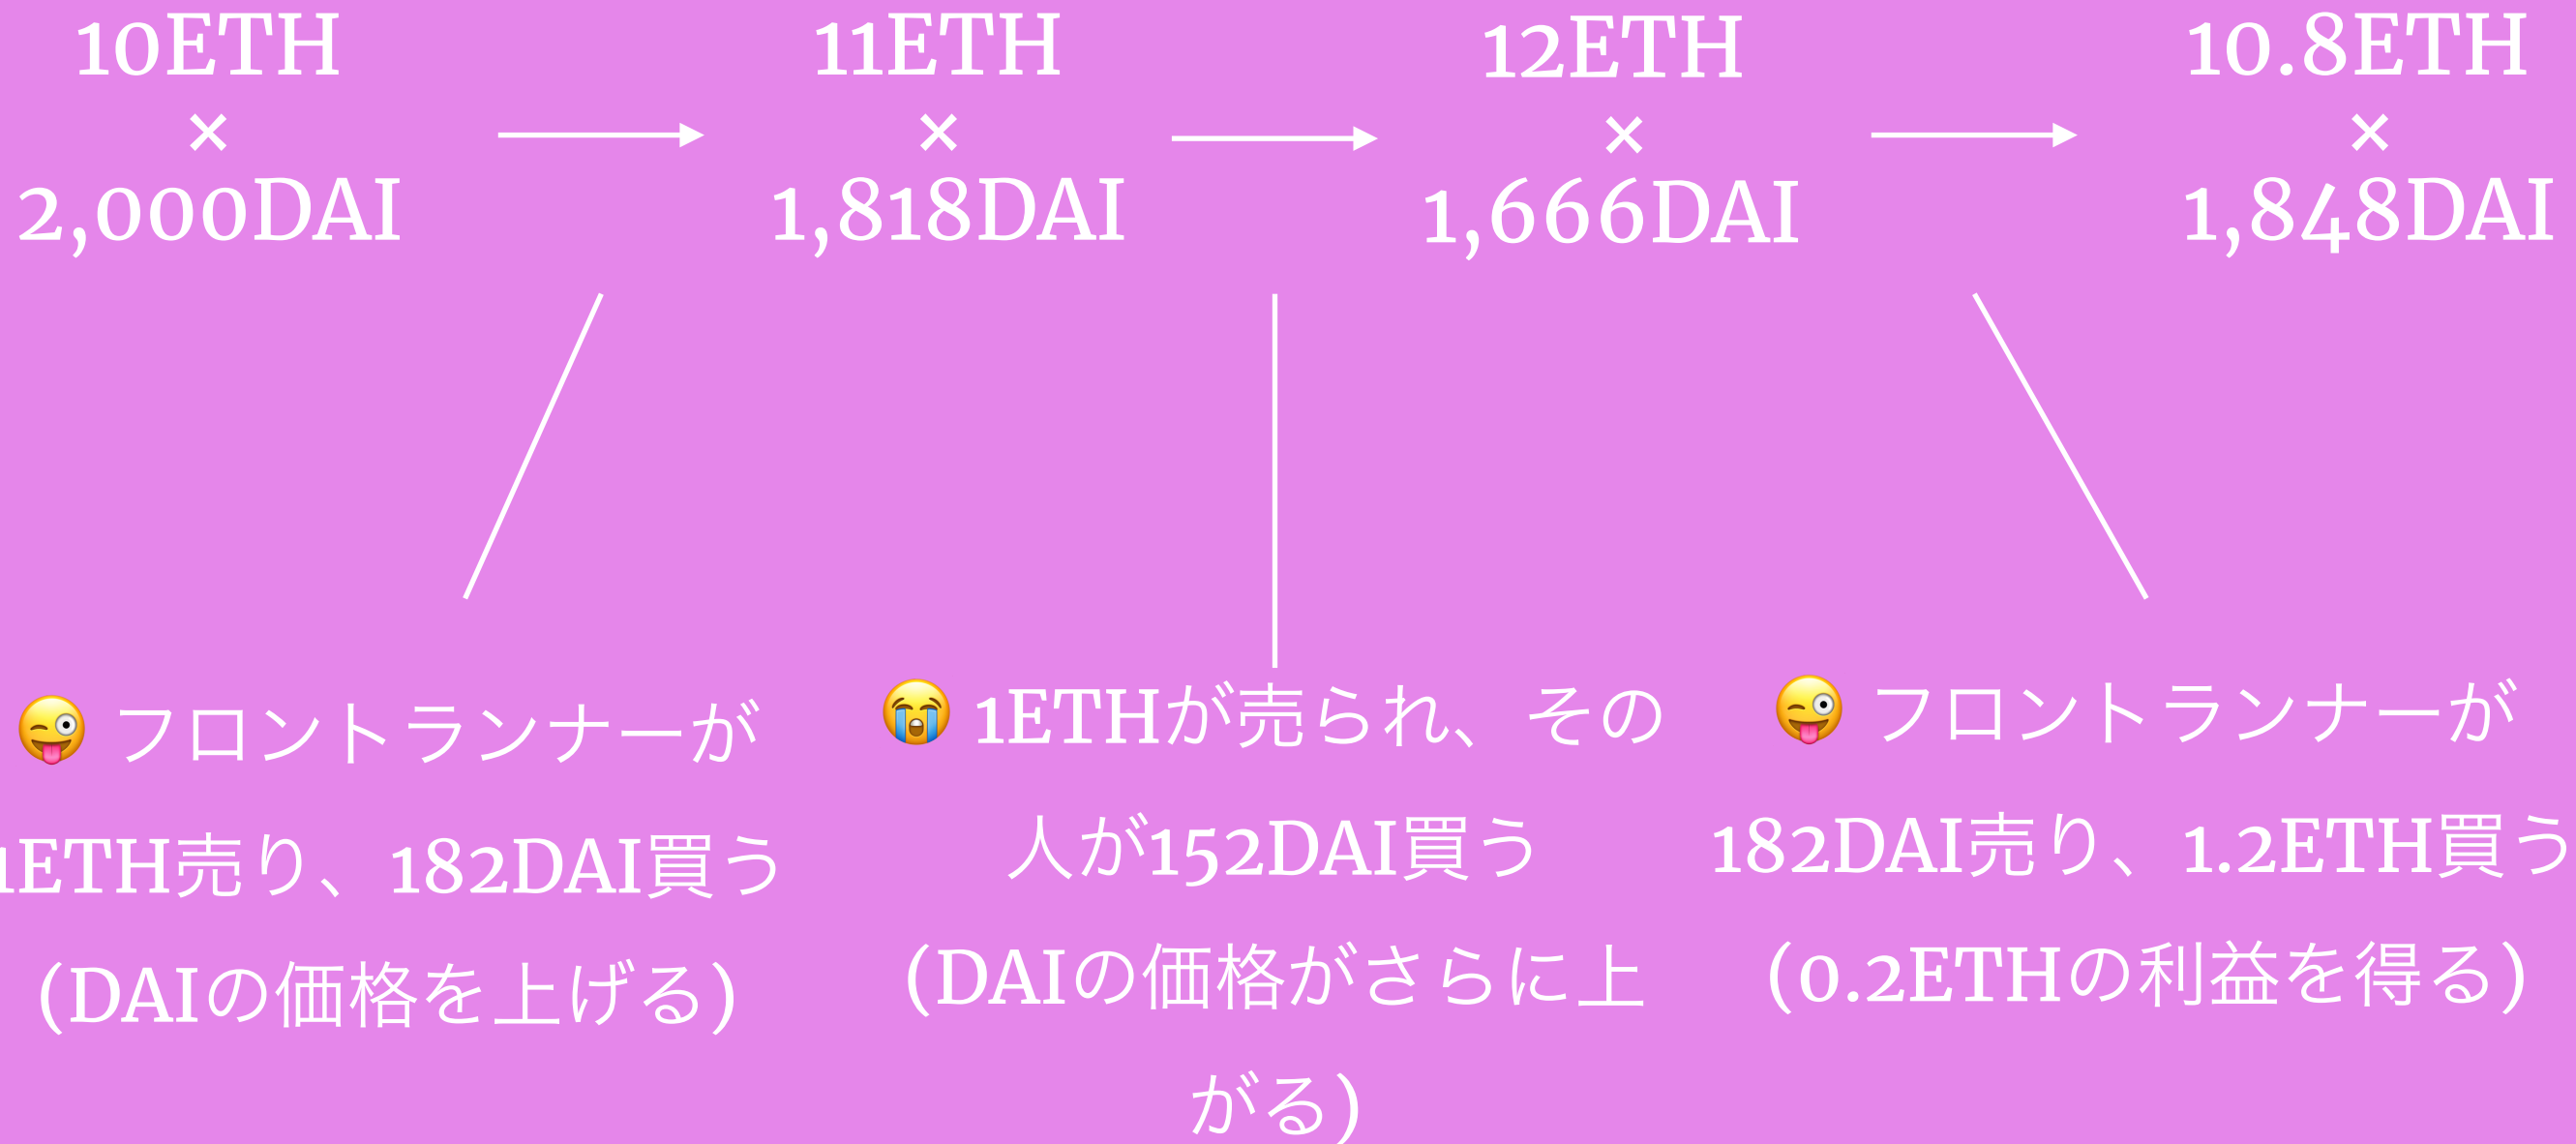 10ETH
×
2,000DAI
11ETH
×
1,818DAI
12ETH
×
1,666DAI
10.8ETH
×
1,848DAI
😜 フロントランナーが
1ETH売り、182DAI買う
(DAIの価格を上げる)
😭 1ETHが売られ、その
人が152DAI買う
(DAIの価格がさらに上
がる)
😜 フロントランナーが
182DAI売り、1.2ETH買う
(0.2ETHの利益を得る)